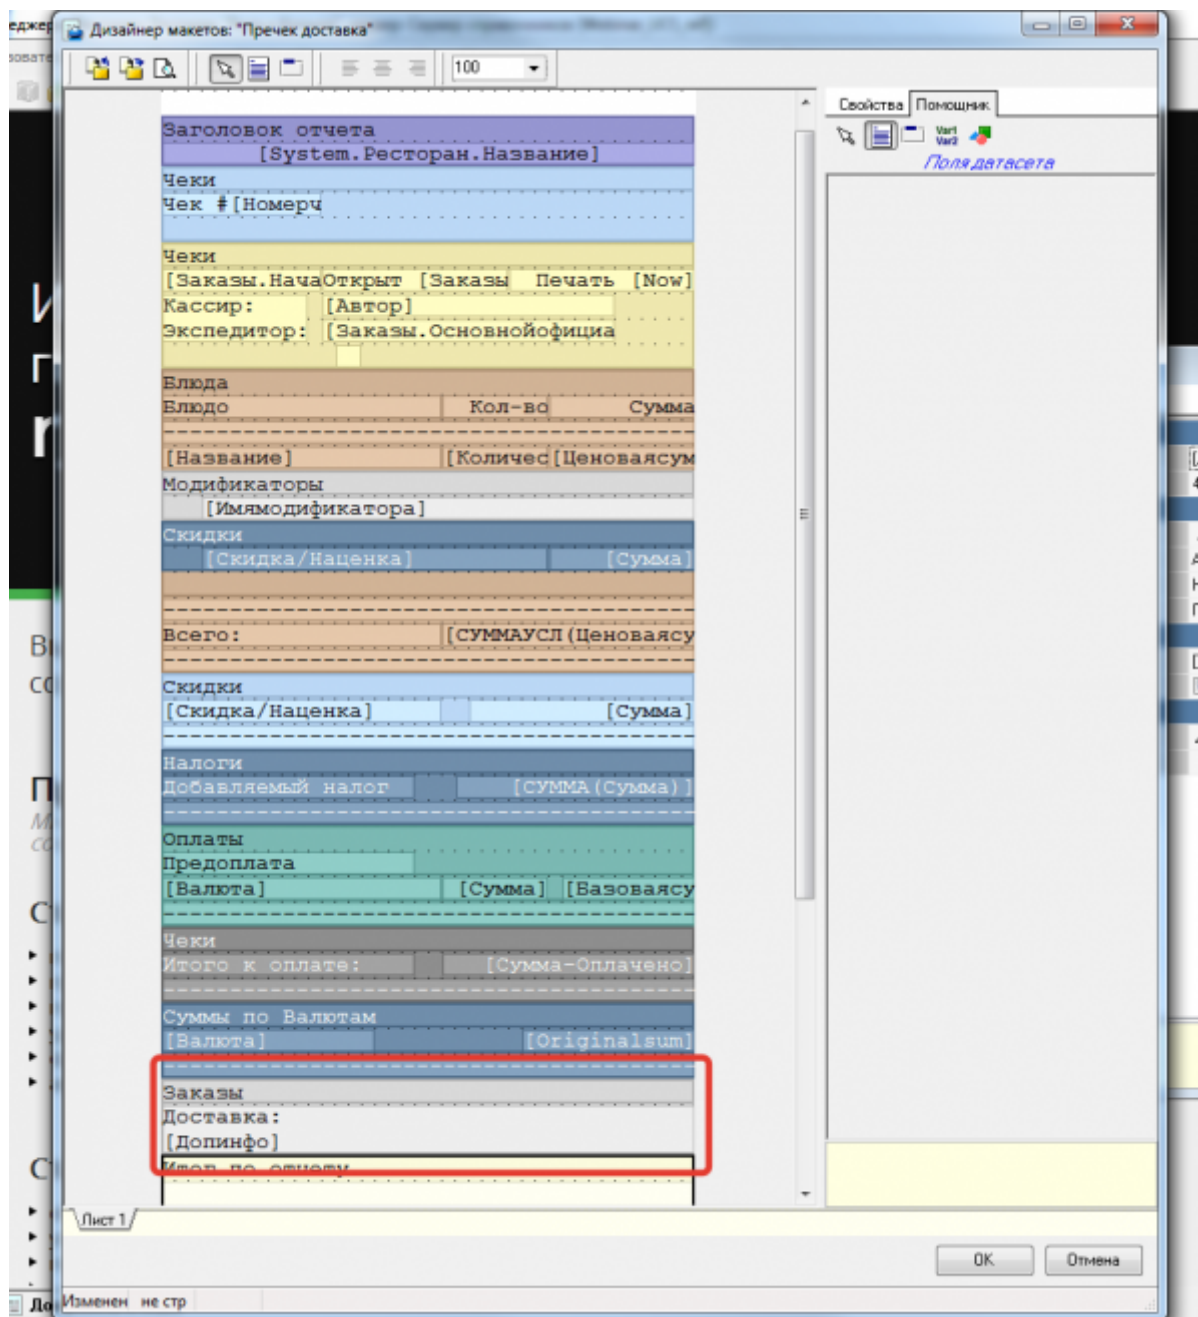 Дизайнер макетов: "Пречек доставка"
100
Свойства Помощник
Var1
Var2
Поля датасета
Заголовок отчета
[System.Ресторан.Название]
Чеки
Чек #[Номерч
Чеки
[Заказы.Нача Открыт [Заказы Печать [Now]
Кассир: [Автор]
Экспедитор: [Заказы.Основнойофициа
Блюда
Блюдо Кол-во Сумма
[Название] [Количес [Ценоваясум
Модификаторы
[Имямодификатора]
Скидки
[Скидка/Наценка] [Сумма]
Всего: [СУММАУСЛ(Ценоваясу
Скидки
[Скидка/Наценка] [Сумма]
Налоги
Добавляемый налог [СУММА(Сумма)]
Оплаты
Предоплата
[Валюта] [Сумма] [Базоваясу
Чеки
Итого к оплате: [Сумма-Оплачено]
Суммы по Валютам
[Валюта] [Originalsum]
Заказы
Доставка:
[Допинфо]
Итоп по отчету
Лист 1
OK Отмена
Изменен не стр